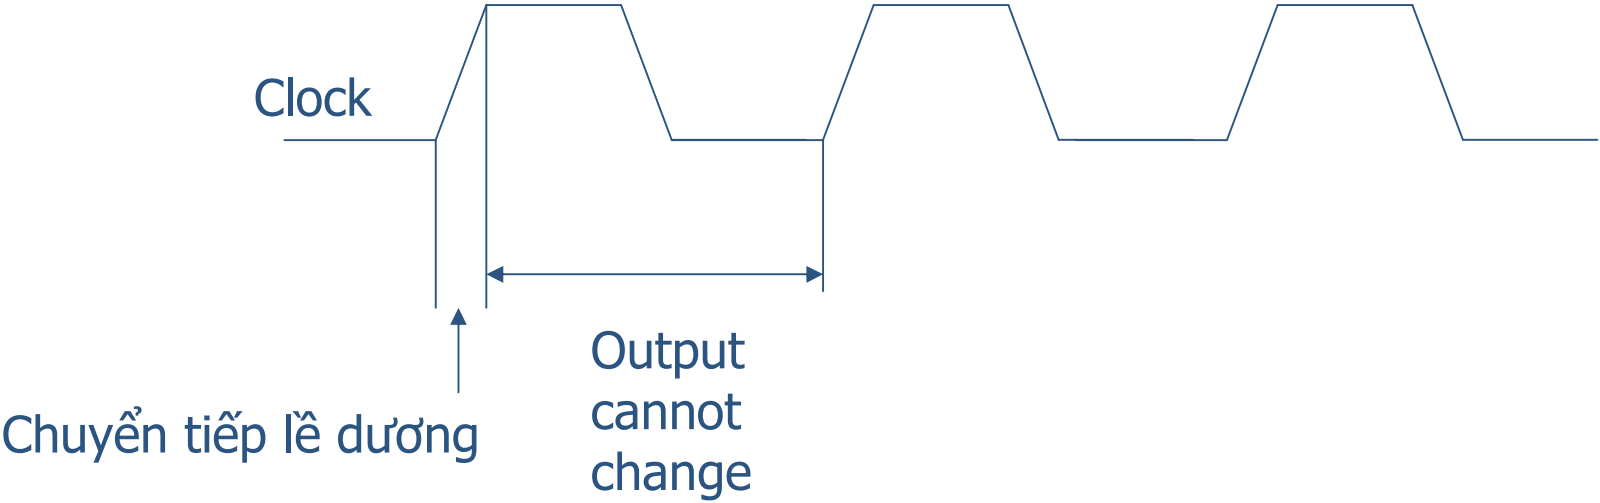 Clock
Chuyển tiếp lề dương
Output
cannot
change